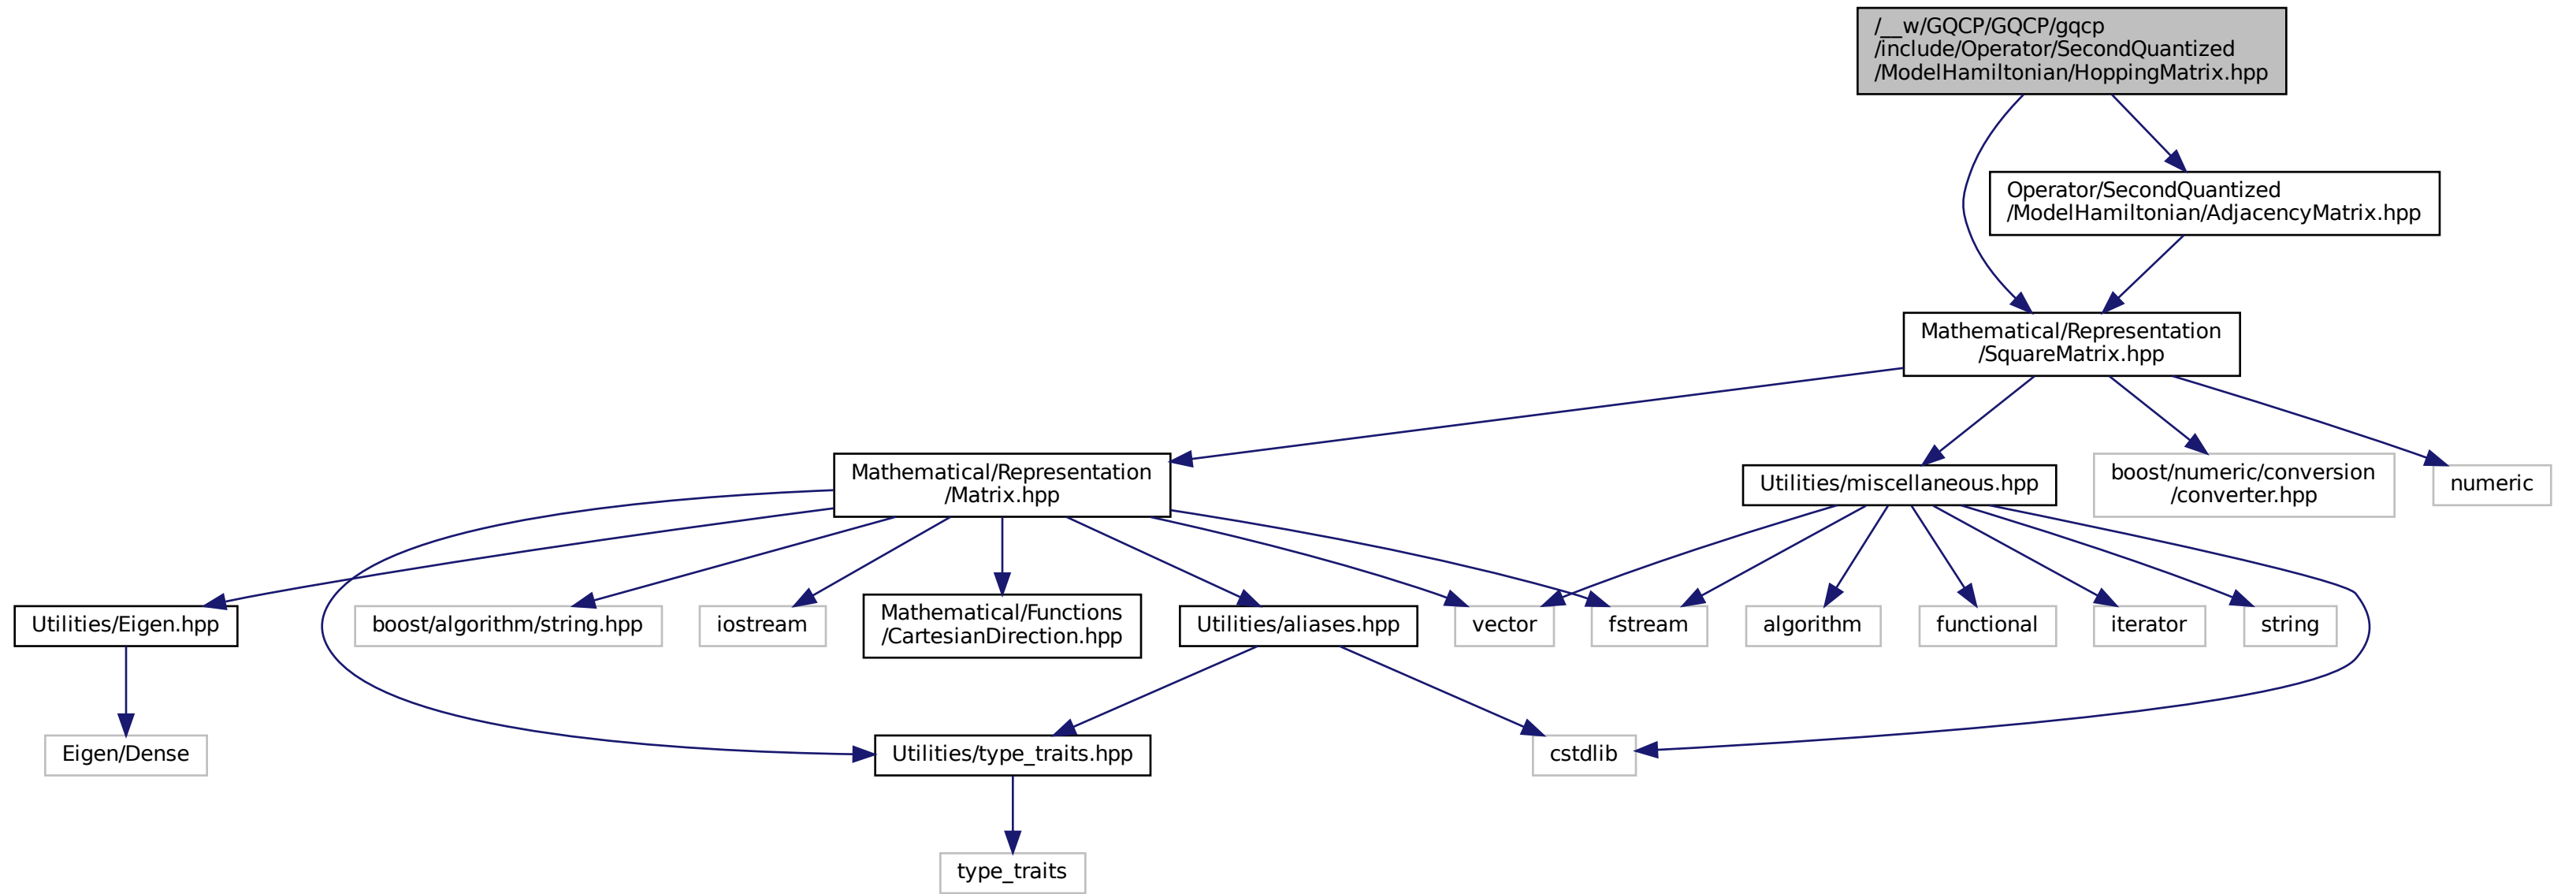 /__w/GQCP/GQCP/gqcp
/include/Operator/SecondQuantized
/ModelHamiltonian/HoppingMatrix.hpp
Operator/SecondQuantized
/ModelHamiltonian/AdjacencyMatrix.hpp
Mathematical/Representation
/SquareMatrix.hpp
Mathematical/Representation
/Matrix.hpp
Utilities/miscellaneous.hpp
boost/numeric/conversion
/converter.hpp
numeric
Utilities/Eigen.hpp
boost/algorithm/string.hpp
iostream
Mathematical/Functions
/CartesianDirection.hpp
Utilities/aliases.hpp
vector
fstream
algorithm
functional
iterator
string
Eigen/Dense
Utilities/type_traits.hpp
cstdlib
type_traits